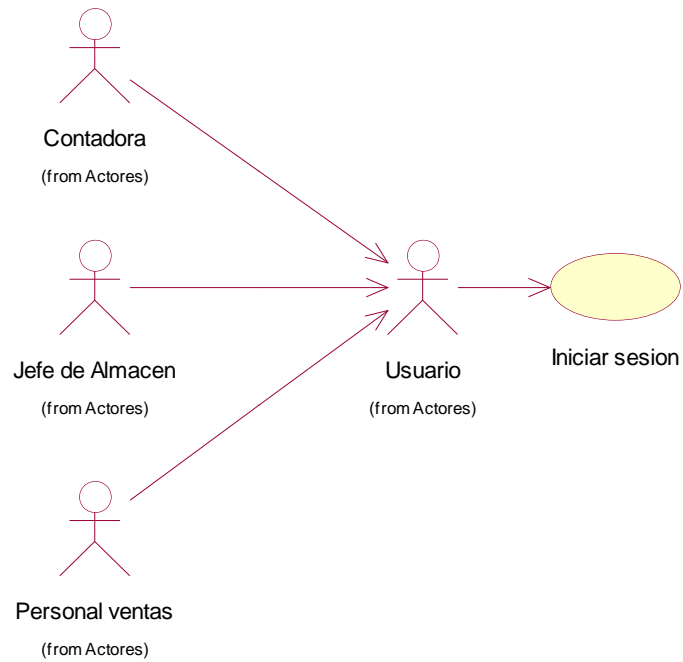 Contadora
(from Actores)
Jefe de Almacen
(from Actores)
Usuario
(from Actores)
Iniciar sesion
Personal ventas
(from Actores)